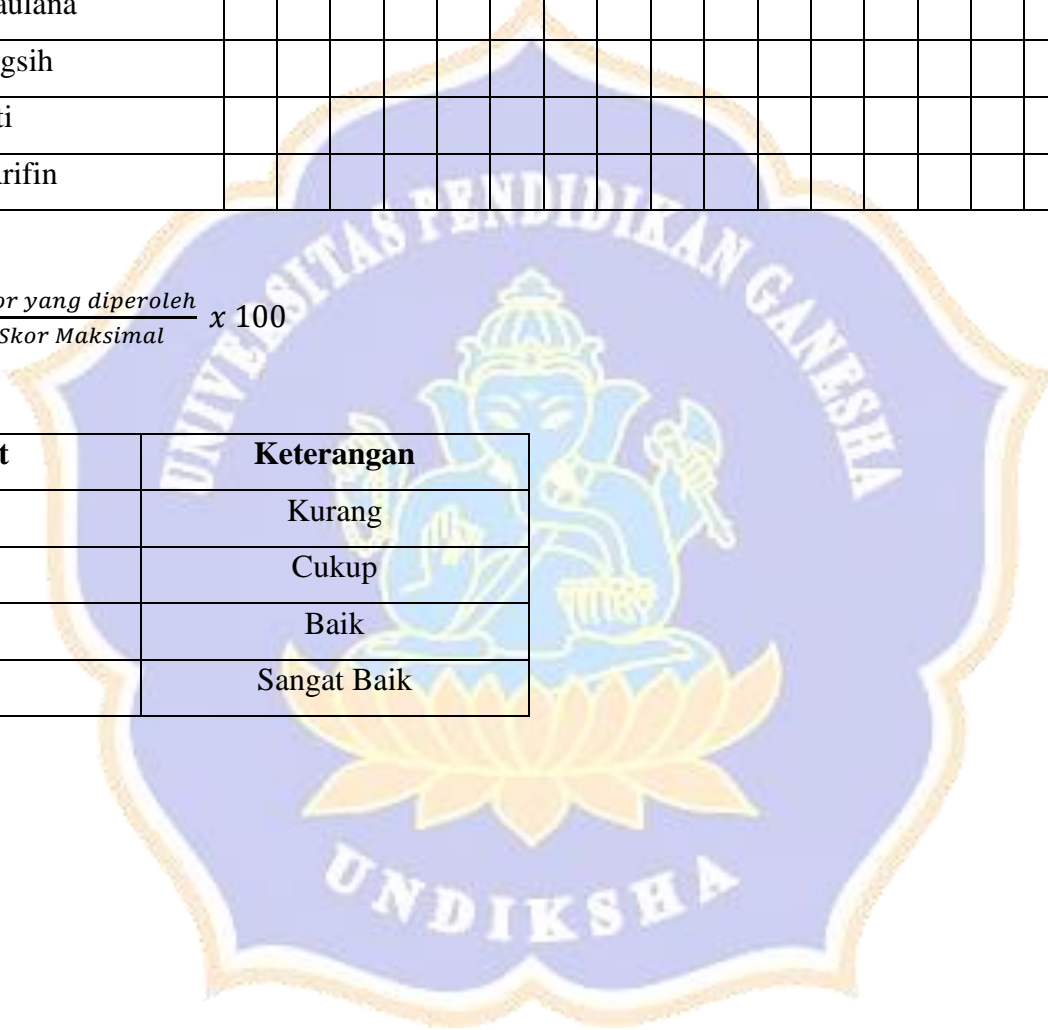 aulana
gsih
ti
rifin
or yang diperoleh
Skor Maksimal
x 100
t Keterangan
Kurang
Cukup
Baik
Sangat Baik
UNIVERSITAS PENDIDIKAN GANESHA
UNDIKSHA